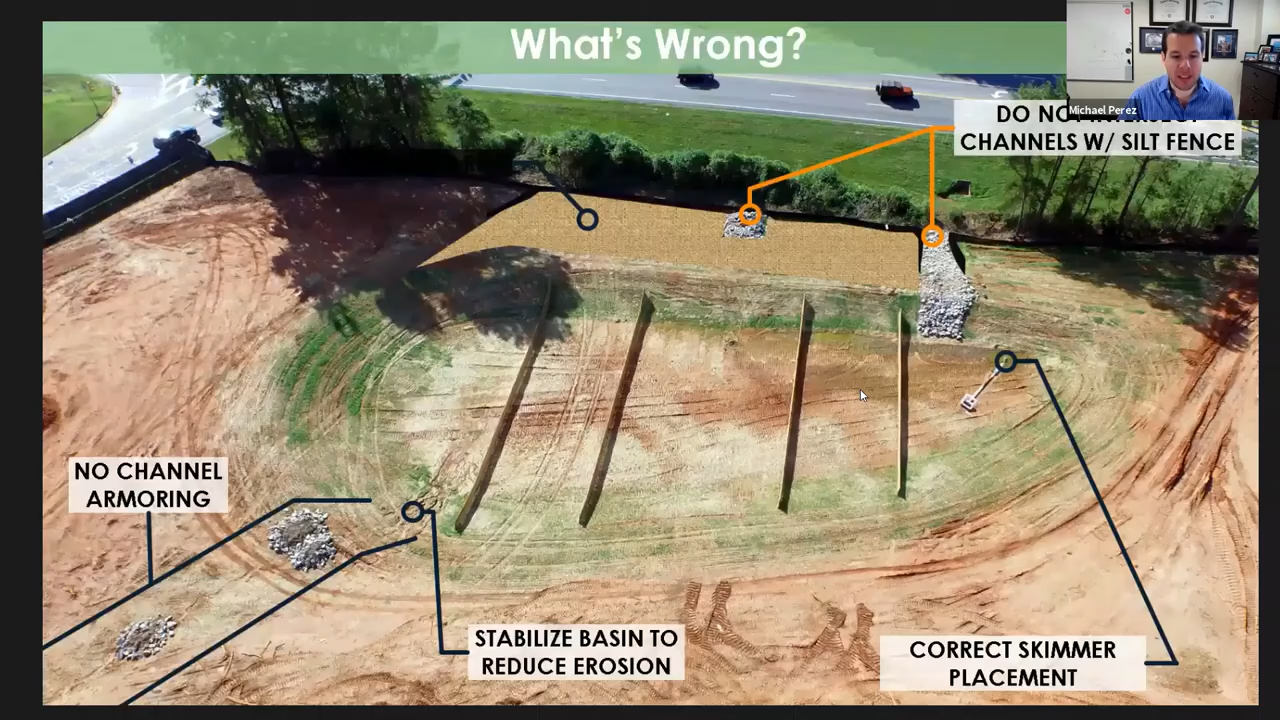 What's Wrong?
Michael Perez
DO NOT
CHANNELS W/ SILT FENCE
NO CHANNEL
ARMORING
STABILIZE BASIN TO
REDUCE EROSION
CORRECT SKIMMER
PLACEMENT